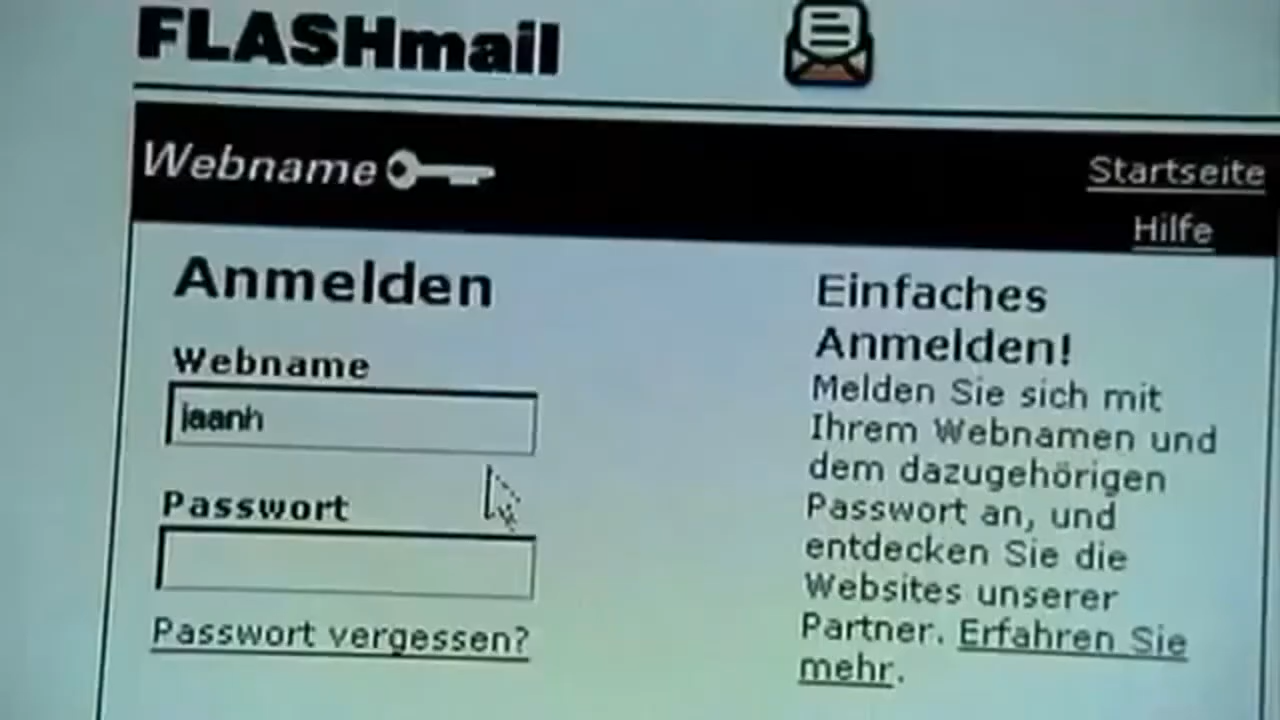 FLASHmail
Webname
Startseite
Hilfe
Anmelden
Webname
jaanh
Passwort
Passwort vergessen?
Einfaches
Anmelden!
Melden Sie sich mit
Ihrem Webnamen und
dem dazugehörigen
Passwort an, und
entdecken Sie die
Websites unserer
Partner. Erfahren Sie
mehr.